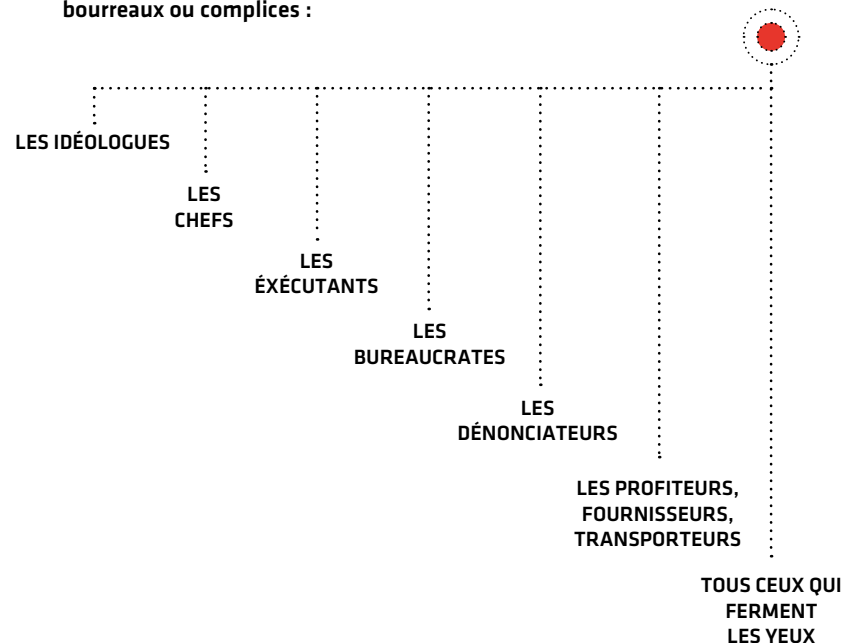 bourreaux ou complices :
LES IDÉOLOGUES
LES
CHEFS
LES
ÉXÉCUTANTS
LES
BUREAUCRATES
LES
DÉNONCIATEURS
LES PROFITEURS,
FOURNISSEURS,
TRANSPORTEURS
TOUS CEUX QUI
FERMENT
LES YEUX